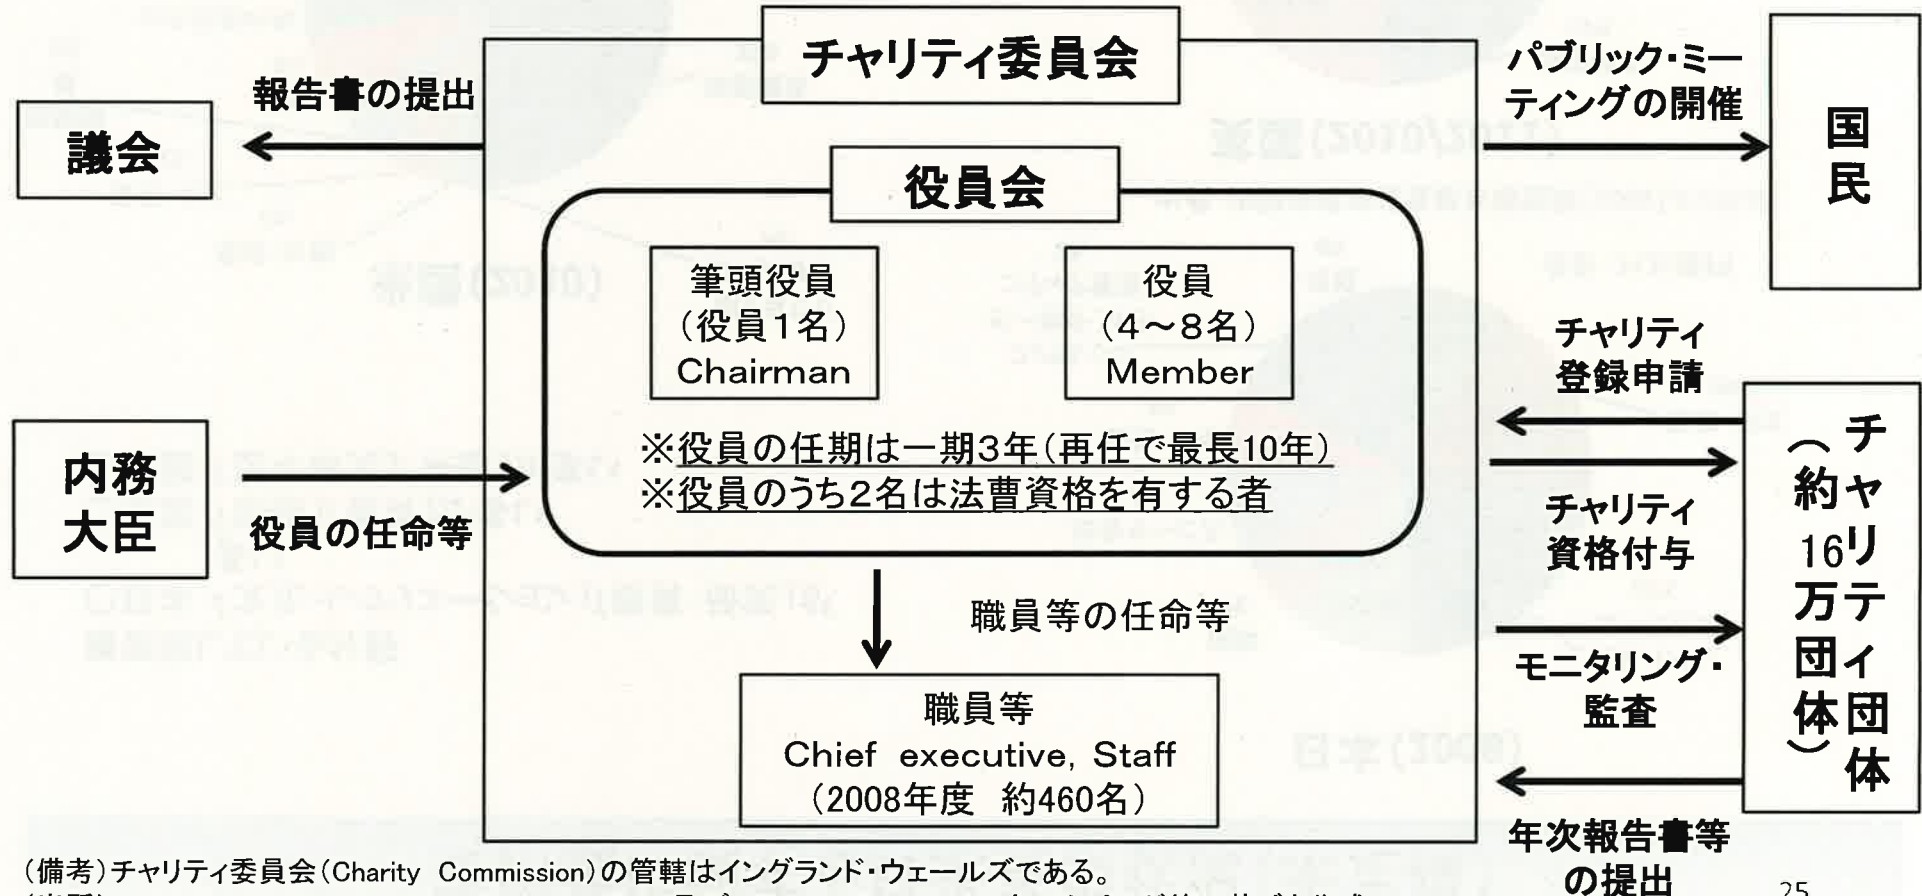 チャリティ委員会
報告書の提出
議会
パブリック・ミー
ティングの開催
国民
役員会
筆頭役員
(役員1名)
Chairman
役員
(4～8名)
Member
※役員の任期は一期3年(再任で最長10年)
※役員のうち2名は法曹資格を有する者
内務
大臣
役員の任命等
チャリティ
登録申請
チャリティ
資格付与
モニタリング・
監査
チャリティ団体
(約16万団体)
職員等の任命等
職員等
Chief executive, Staff
(2008年度 約460名)
年次報告書等
の提出
(備考)チャリティ委員会(Charity Commission)の管轄はイングランド・ウェールズである。
25